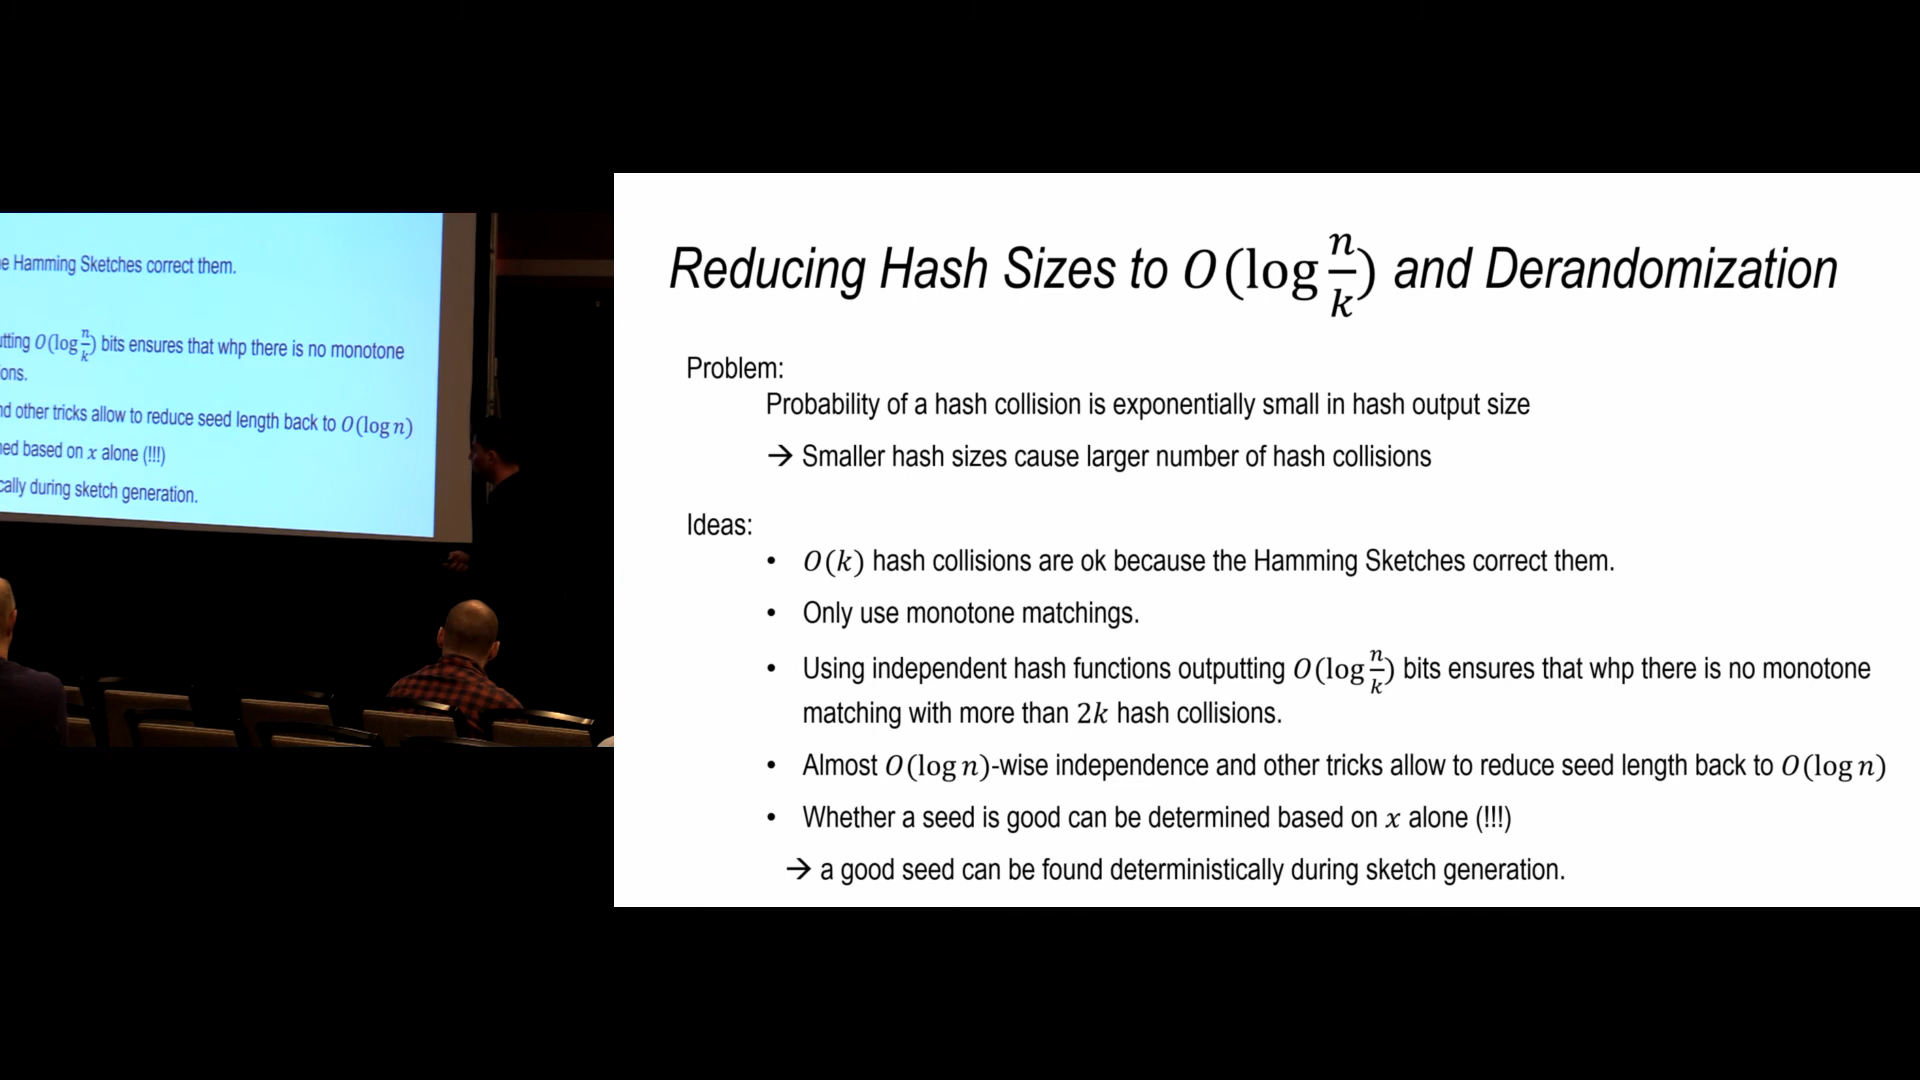 e Hamming Sketches correct them.
tting O(log n/k) bits ensures that whp there is no monotone
ons.
nd other tricks allow to reduce seed length back to O(log n)
ned based on x alone (!!!)
cally during sketch generation.
Reducing Hash Sizes to O(log n/k) and Derandomization
Problem:
Probability of a hash collision is exponentially small in hash output size
→ Smaller hash sizes cause larger number of hash collisions
Ideas:
• O(k) hash collisions are ok because the Hamming Sketches correct them.
• Only use monotone matchings.
• Using independent hash functions outputting O(log n/k) bits ensures that whp there is no monotone
matching with more than 2k hash collisions.
• Almost O(log n)-wise independence and other tricks allow to reduce seed length back to O(log n)
• Whether a seed is good can be determined based on x alone (!!!)
→ a good seed can be found deterministically during sketch generation.